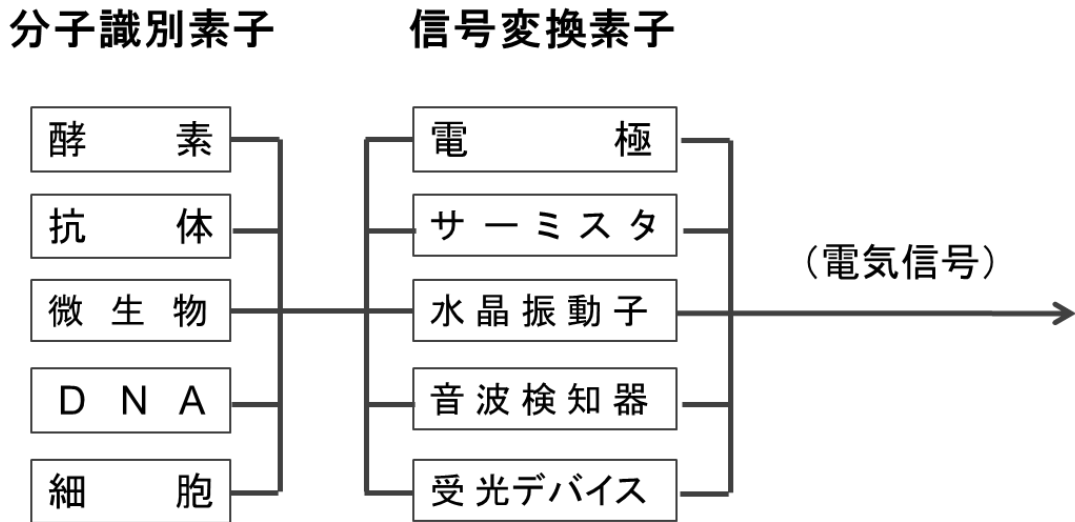 分子識別素子
信号変換素子
酵素
抗体
微生物
DNA
細胞
電極
サーミスタ
水晶振動子
音波検知器
受光デバイス
（電気信号）